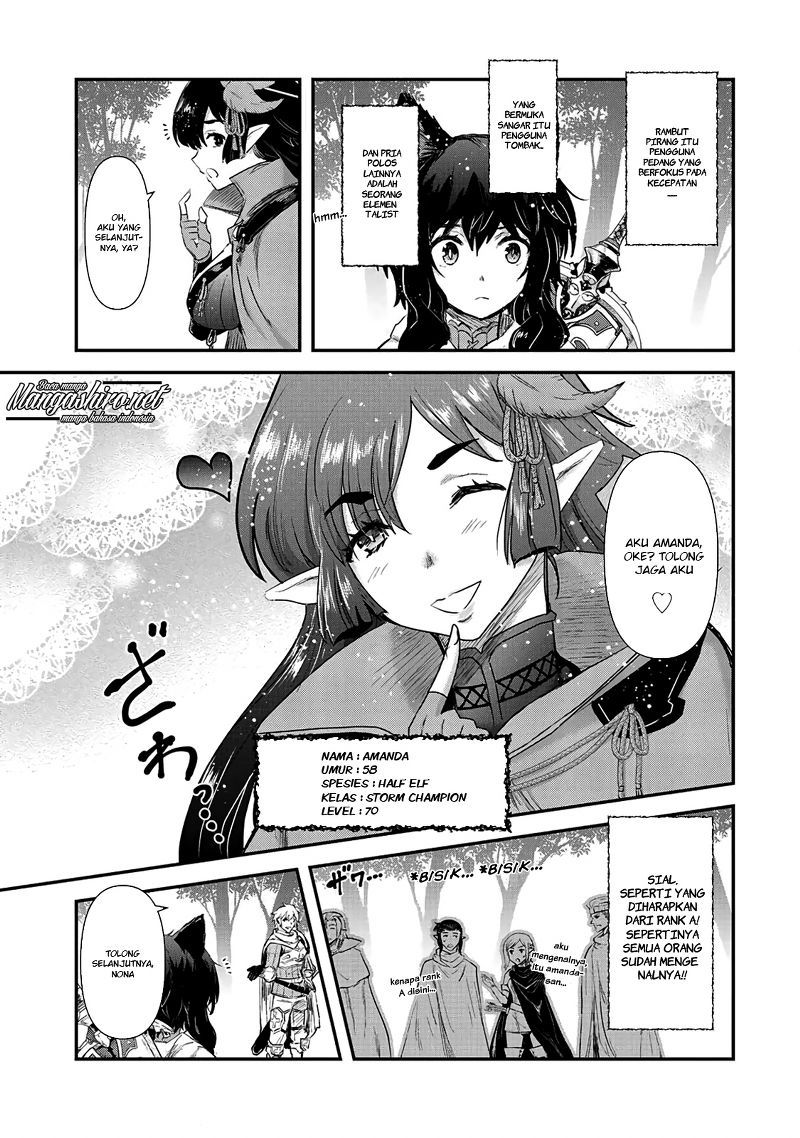 RAMBUT
PIRANG ITU
PENGGUNA
PEDANG YANG
BERFOKUS PADA
KECEPATAN
—
YANG
BERMUKA
SANGAR ITU
PENGGUNA
TOMBAK..
DAN PRIA
POLOS
LAINNYA
ADALAH
SEORANG
ELEMEN
TALIST
hmm...
OH,
AKU YANG
SELANJUT-
NYA, YA?
Baca manga
Mangashiro.net
manga bahasa indonesia
AKU AMANDA,
OKE? TOLONG
JAGA AKU
♡
ざわっ…
NAMA : AMANDA
UMUR : 58
SPESIES : HALF ELF
KELAS : STORM CHAMPION
LEVEL : 70
SIAL,
SEPERTI YANG
DIHARAPKAN
DARI RANK A!
SEPERTINYA
SEMUA ORANG
SUDAH MENGE
NALNYA!!
ザワ…
*BISIK... *BISIK...
aku
mengenalnya,
itu amanda-
san...
kenapa rank
A disini...
TOLONG
SELANJUTNYA,
NONA